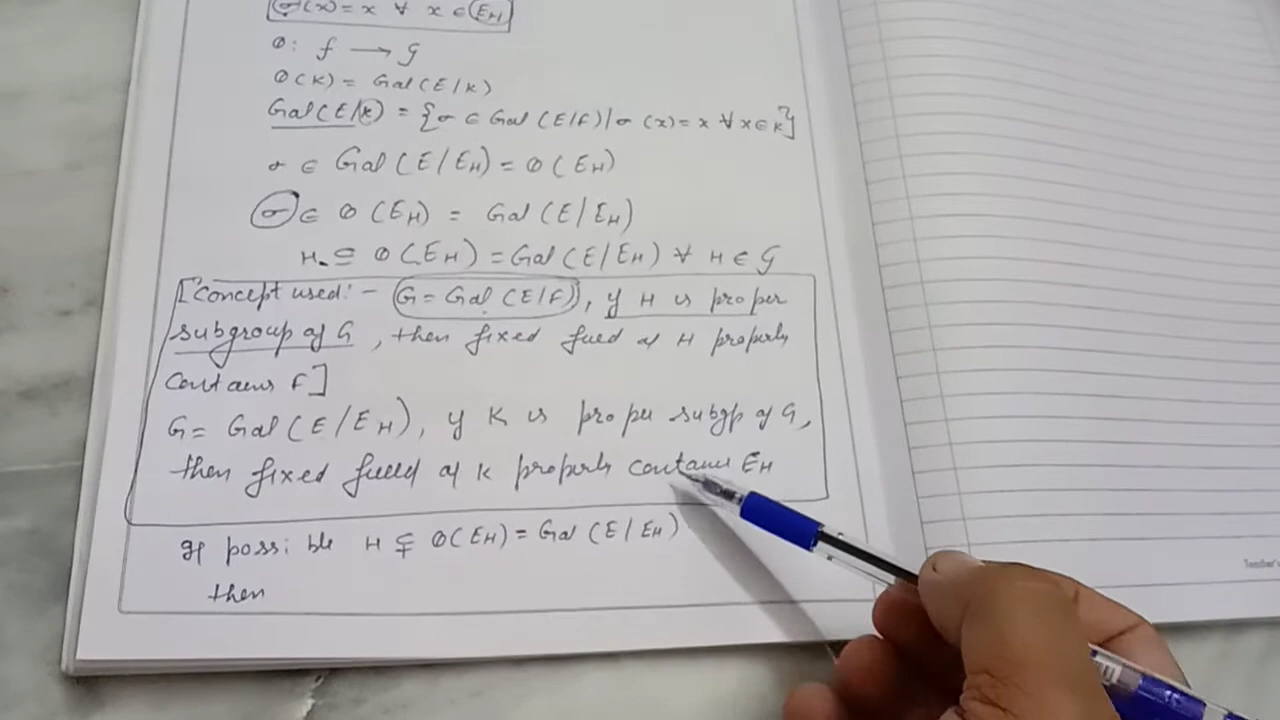 σ(x) = x ∀ x ∈ E_H
Φ : f → G
Φ(K) = Gal(E/K)
Gal(E/K) = {σ ∈ Gal(E/F) | σ(x) = x ∀ x ∈ K}
σ ∈ Gal(E/E_H) = Φ(E_H)
σ ∈ Φ(E_H) = Gal(E/E_H)
H ⊆ Φ(E_H) = Gal(E/E_H) ∀ H ∈ G
[Concept used:- G = Gal(E/F), if H is proper
subgroup of G, then fixed field of H properly
Contains F]
G = Gal(E/E_H), if K is proper subgp of G,
then fixed field of K properly contains E_H
If possible H ⊊ Φ(E_H) = Gal(E/E_H)
then
Teacher's